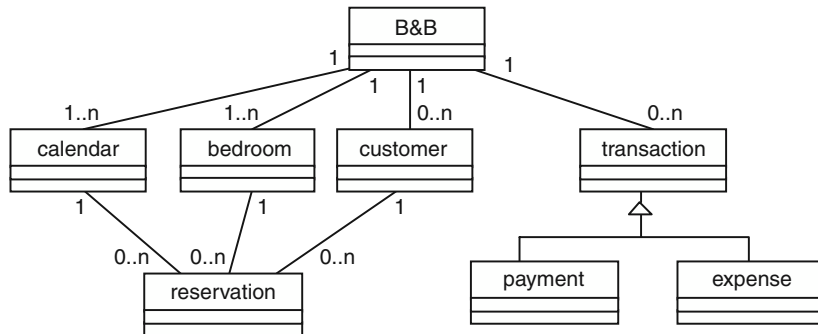 B&B
1 1 1 1
1..n 1..n 0..n 0..n
calendar bedroom customer transaction
1 1 1
0..n 0..n 0..n
reservation payment expense